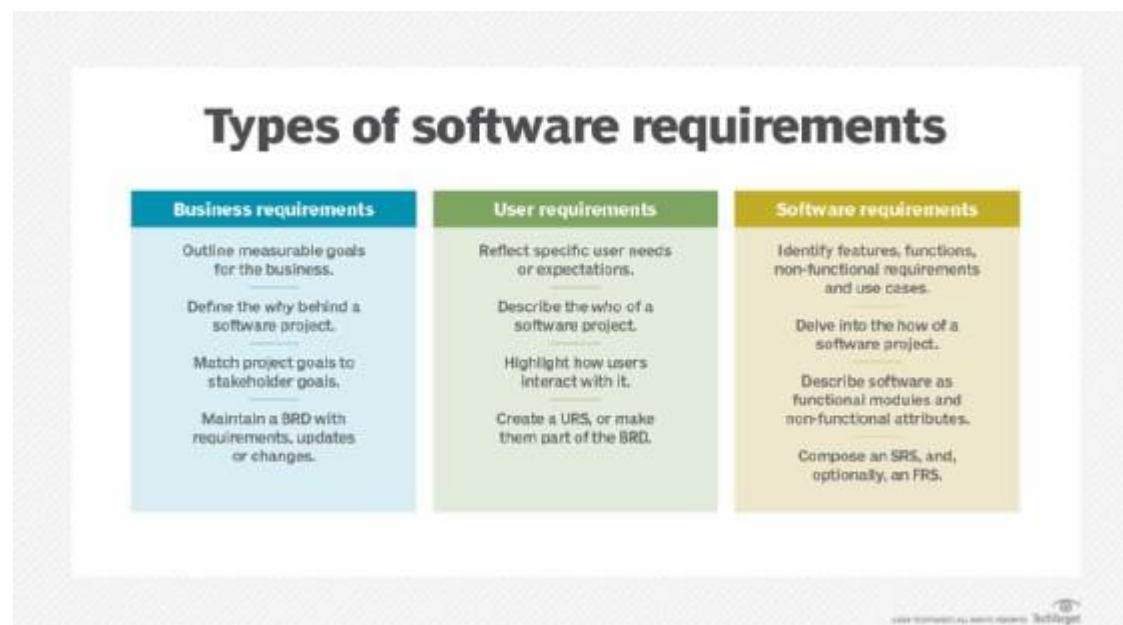 Types of software requirements
Business requirements
Outline measurable goals
for the business.
Define the why behind a
software project.
Match project goals to
stakeholder goals.
Maintain a BRD with
requirements, updates
or changes.
User requirements
Reflect specific user needs
or expectations.
Describe the who of a
software project.
Highlight how users
interact with it.
Create a URS, or make
them part of the BRD.
Software requirements
Identify features, functions,
non-functional requirements
and use cases.
Delve into the how of a
software project.
Describe software as
functional modules and
non-functional attributes.
Compose an SRS, and,
optionally, an FRS.
TechTarget